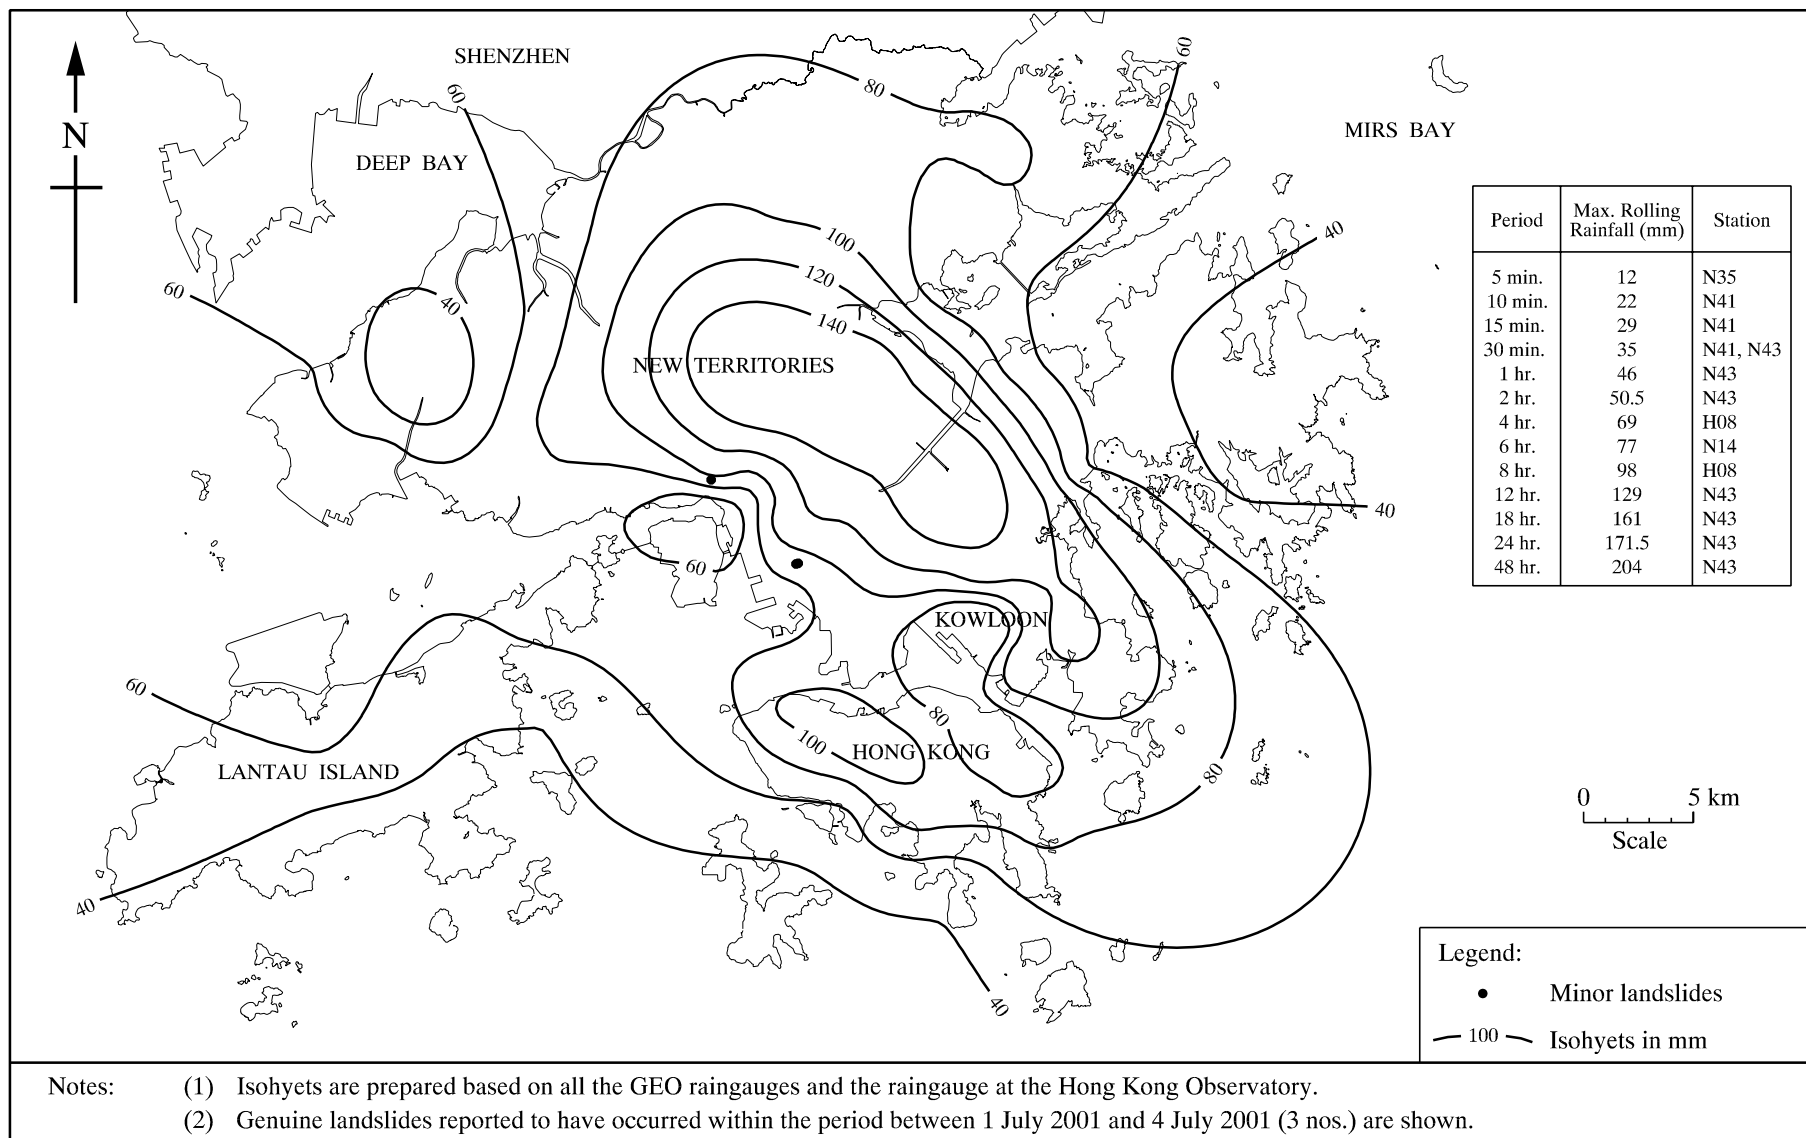 SHENZHEN
60
60
80
MIRS BAY
N
DEEP BAY
Period Max. Rolling Rainfall (mm) Station
5 min. 12 N35
10 min. 22 N41
15 min. 29 N41
30 min. 35 N41, N43
1 hr. 46 N43
2 hr. 50.5 N43
4 hr. 69 H08
6 hr. 77 N14
8 hr. 98 H08
12 hr. 129 N43
18 hr. 161 N43
24 hr. 171.5 N43
48 hr. 204 N43
40
100
120
60
40
140
NEW TERRITORIES
40
60
KOWLOON
60
80
100
HONG KONG
LANTAU ISLAND
80
0 5 km
Scale
40
40
Legend:
Minor landslides
100 Isohyets in mm
Notes: (1) Isohyets are prepared based on all the GEO raingauges and the raingauge at the Hong Kong Observatory.
(2) Genuine landslides reported to have occurred within the period between 1 July 2001 and 4 July 2001 (3 nos.) are shown.